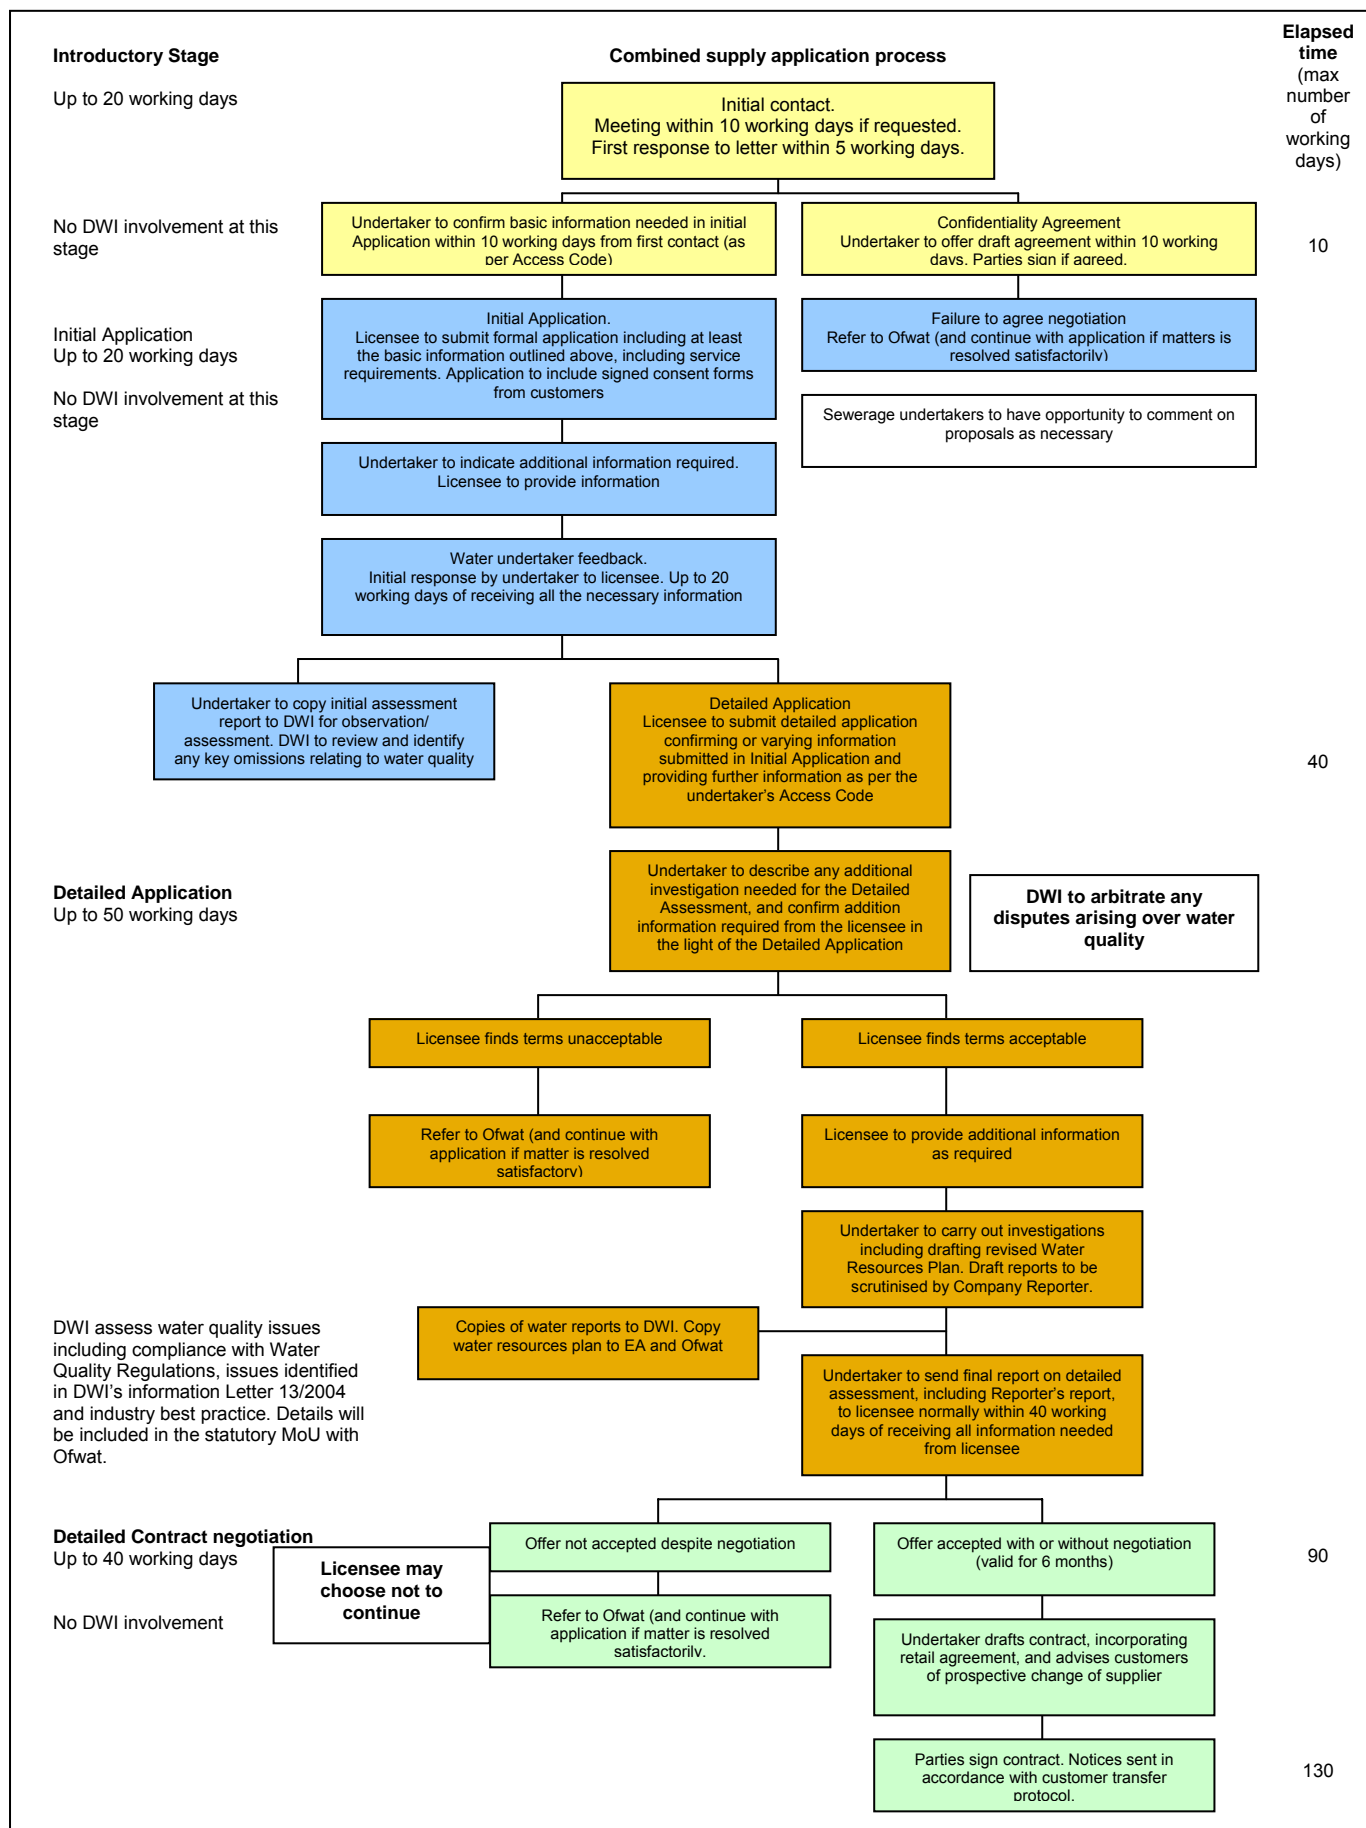 Introductory Stage
Combined supply application process
Elapsed
time
(max
number
of
working
days)
Up to 20 working days
Initial contact.
Meeting within 10 working days if requested.
First response to letter within 5 working days.
No DWI involvement at this
stage
Undertaker to confirm basic information needed in initial
Application within 10 working days from first contact (as
per Access Code)
Confidentiality Agreement
Undertaker to offer draft agreement within 10 working
days. Parties sign if agreed.
10
Initial Application
Up to 20 working days
No DWI involvement at this
stage
Initial Application.
Licensee to submit formal application including at least
the basic information outlined above, including service
requirements. Application to include signed consent forms
from customers
Failure to agree negotiation
Refer to Ofwat (and continue with application if matters is
resolved satisfactorily)
Sewerage undertakers to have opportunity to comment on
proposals as necessary
Undertaker to indicate additional information required.
Licensee to provide information
Water undertaker feedback.
Initial response by undertaker to licensee. Up to 20
working days of receiving all the necessary information
Undertaker to copy initial assessment
report to DWI for observation/
assessment. DWI to review and identify
any key omissions relating to water quality
Detailed Application
Licensee to submit detailed application
confirming or varying information
submitted in Initial Application and
providing further information as per the
undertaker's Access Code
40
Detailed Application
Up to 50 working days
Undertaker to describe any additional
investigation needed for the Detailed
Assessment, and confirm addition
information required from the licensee in
the light of the Detailed Application
DWI to arbitrate any
disputes arising over water
quality
Licensee finds terms unacceptable
Licensee finds terms acceptable
Refer to Ofwat (and continue with
application if matter is resolved
satisfactory)
Licensee to provide additional information
as required
Undertaker to carry out investigations
including drafting revised Water
Resources Plan. Draft reports to be
scrutinised by Company Reporter.
DWI assess water quality issues
including compliance with Water
Quality Regulations, issues identified
in DWI's information Letter 13/2004
and industry best practice. Details will
be included in the statutory MoU with
Ofwat.
Copies of water reports to DWI. Copy
water resources plan to EA and Ofwat
Undertaker to send final report on detailed
assessment, including Reporter's report,
to licensee normally within 40 working
days of receiving all information needed
from licensee
Detailed Contract negotiation
Up to 40 working days
No DWI involvement
Licensee may
choose not to
continue
Offer not accepted despite negotiation
Offer accepted with or without negotiation
(valid for 6 months)
90
Refer to Ofwat (and continue with
application if matter is resolved
satisfactorily.
Undertaker drafts contract, incorporating
retail agreement, and advises customers
of prospective change of supplier
Parties sign contract. Notices sent in
accordance with customer transfer
protocol.
130